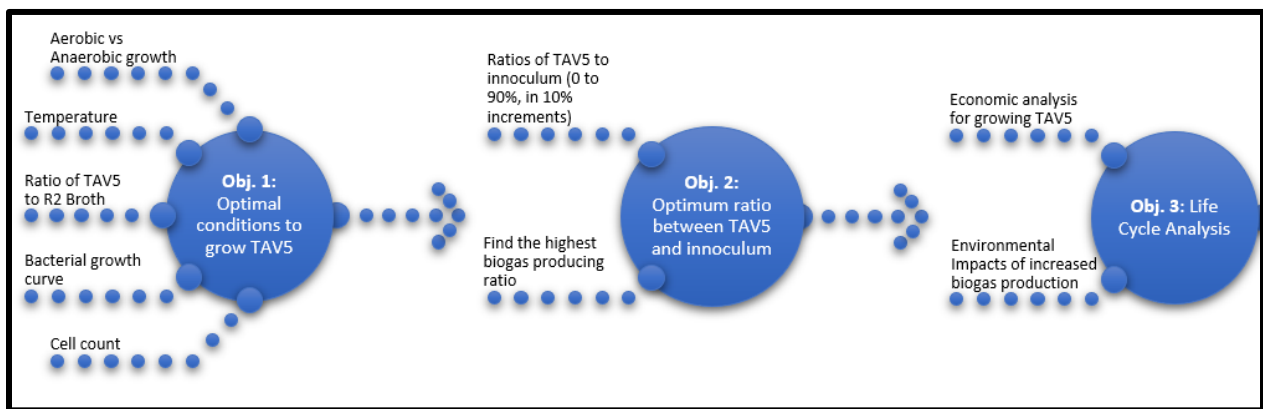 Aerobic vs
Anaerobic growth
Temperature
Ratio of TAV5
to R2 Broth
Bacterial growth
curve
Cell count
Obj. 1:
Optimal
conditions to
grow TAV5
Ratios of TAV5 to
innoculum (0 to
90%, in 10%
increments)
Find the highest
biogas producing
ratio
Obj. 2:
Optimum ratio
between TAV5
and innoculum
Economic analysis
for growing TAV5
Environmental
Impacts of increased
biogas production
Obj. 3: Life
Cycle Analysis